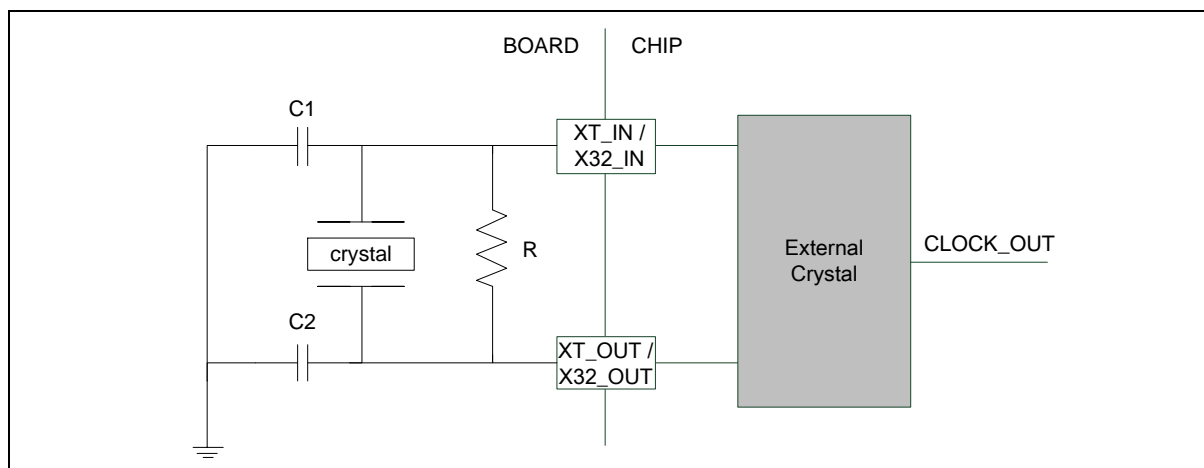 BOARD
CHIP
C1
XT_IN /
X32_IN
crystal
R
External
Crystal
CLOCK_OUT
C2
XT_OUT /
X32_OUT